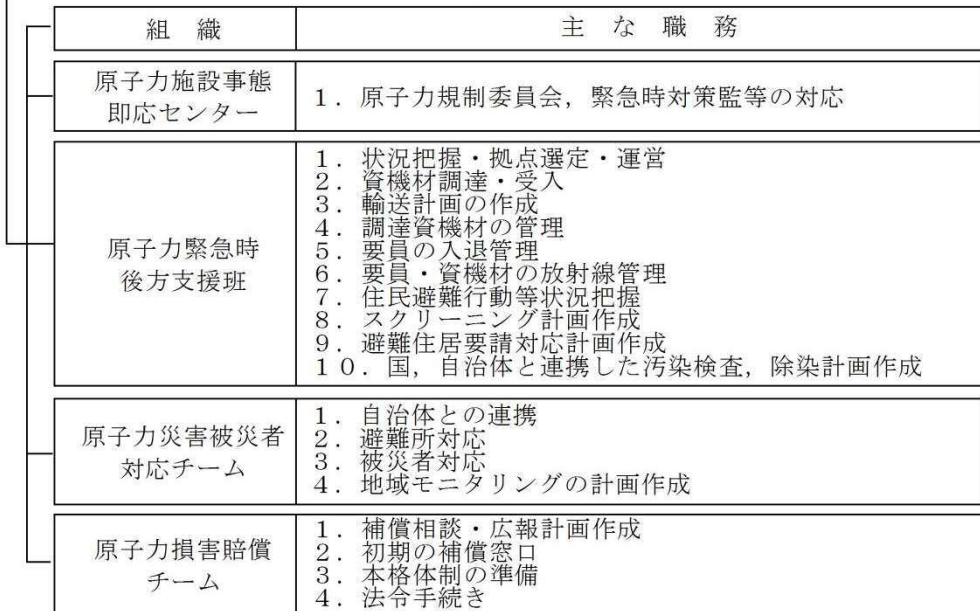 組織 主な職務
原子力施設事態
即応センター
1．原子力規制委員会，緊急時対策監等の対応
原子力緊急時
後方支援班
1．状況把握・拠点選定・運営
2．資機材調達・受入
3．輸送計画の作成
4．調達資機材の管理
5．要員の入退管理
6．要員・資機材の放射線管理
7．住民避難行動等状況把握
8．スクリーニング計画作成
9．避難住居要請対応計画作成
10．国，自治体と連携した汚染検査，除染計画作成
原子力災害被災者
対応チーム
1．自治体との連携
2．避難所対応
3．被災者対応
4．地域モニタリングの計画作成
原子力損害賠償
チーム
1．補償相談・広報計画作成
2．初期の補償窓口
3．本格体制の準備
4．法令手続き